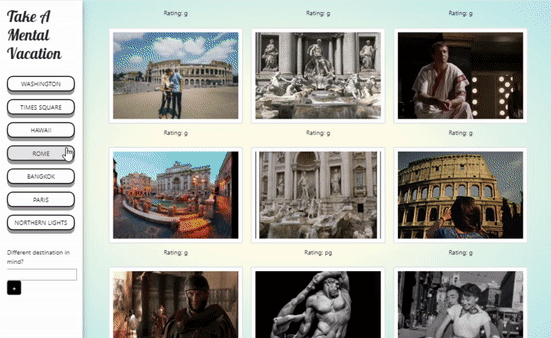 Take A
Mental
Vacation
WASHINGTON
TIMES SQUARE
HAWAII
ROME
BANGKOK
PARIS
NORTHERN LIGHTS
Different destination in
mind?
+
Rating: g
Rating: g
Rating: g
Rating: g
Rating: g
Rating: g
Rating: g
Rating: pg
Rating: g